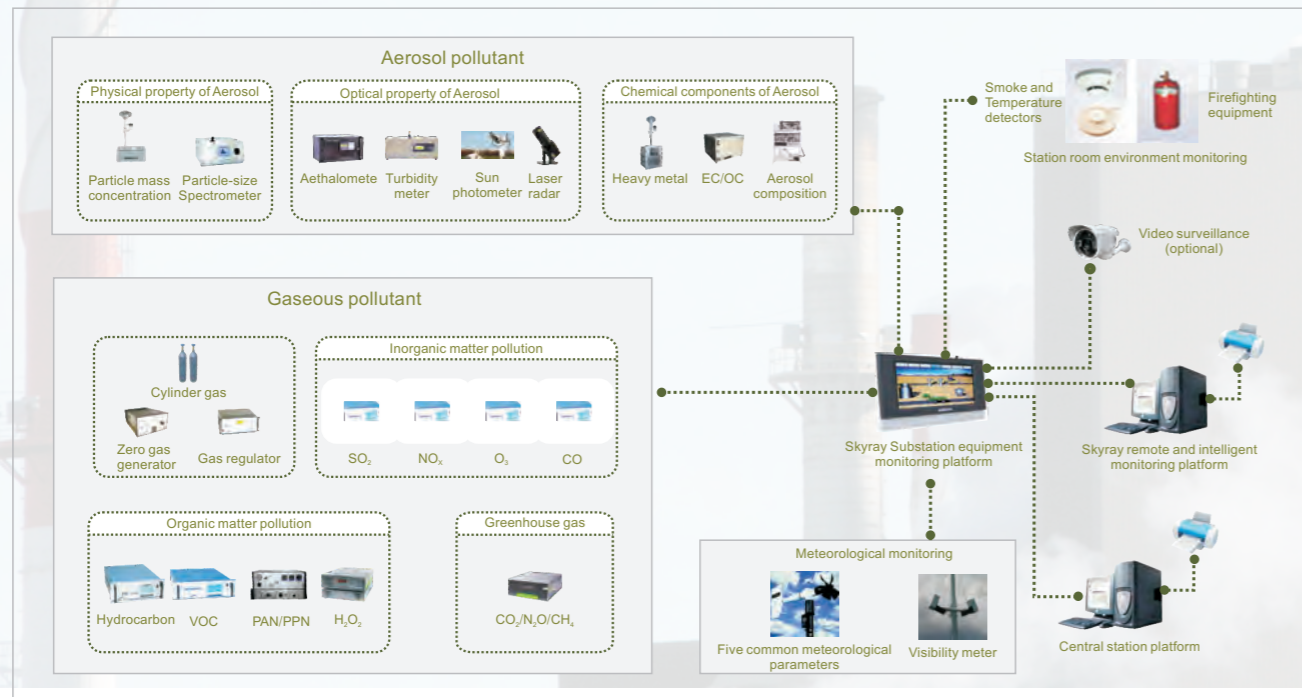 Aerosol pollutant
Physical property of Aerosol
Particle mass
concentration
Particle-size
Spectrometer
Optical property of Aerosol
Aethalomete
Turbidity
meter
Sun
photometer
Laser
radar
Chemical components of Aerosol
Heavy metal
EC/OC
Aerosol
composition
Smoke and
Temperature
detectors
Firefighting
equipment
Station room environment monitoring
Video surveillance
(optional)
Gaseous pollutant
Cylinder gas
Zero gas
generator
Gas regulator
Inorganic matter pollution
SO₂
NOₓ
O₃
CO
Organic matter pollution
Hydrocarbon
VOC
PAN/PPN
H₂O₂
Greenhouse gas
CO₂/N₂O/CH₄
Skyray Substation equipment
monitoring platform
Skyray remote and intelligent
monitoring platform
Meteorological monitoring
Five common meteorological
parameters
Visibility meter
Central station platform